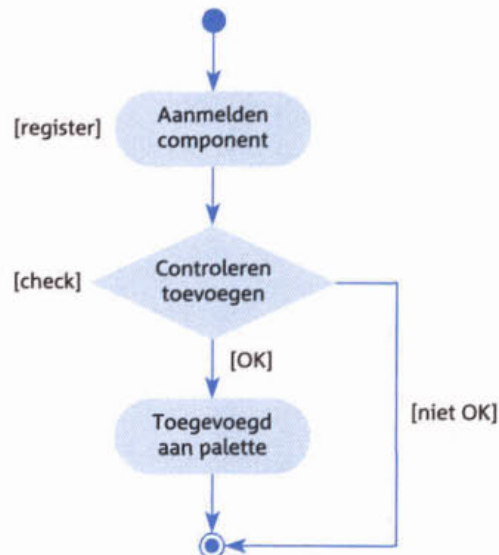 [register]
Aanmelden
component
[check]
Controleren
toevoegen
[OK]
Toegevoegd
aan palette
[niet OK]